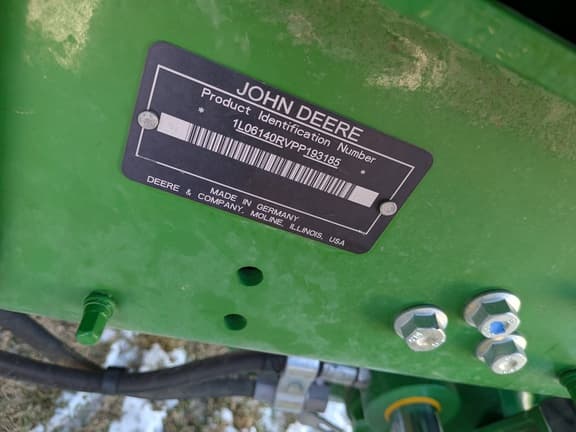 JOHN DEERE
Product Identification Number
* 1L06140RVPP193185 *
MADE IN GERMANY
DEERE & COMPANY, MOLINE, ILLINOIS, USA